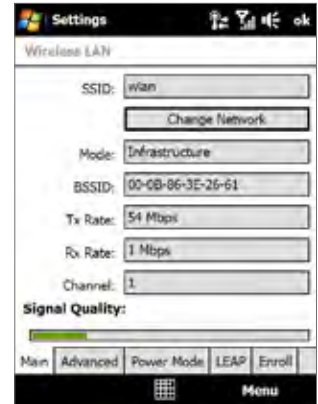 Settings ok
Wireless LAN
SSID: wlan
Change Network
Mode: Infrastructure
BSSID: 00-0B-86-3E-26-61
Tx Rate: 54 Mbps
Rx Rate: 1 Mbps
Channel: 1
Signal Quality:
Main Advanced Power Mode LEAP Enroll
Menu